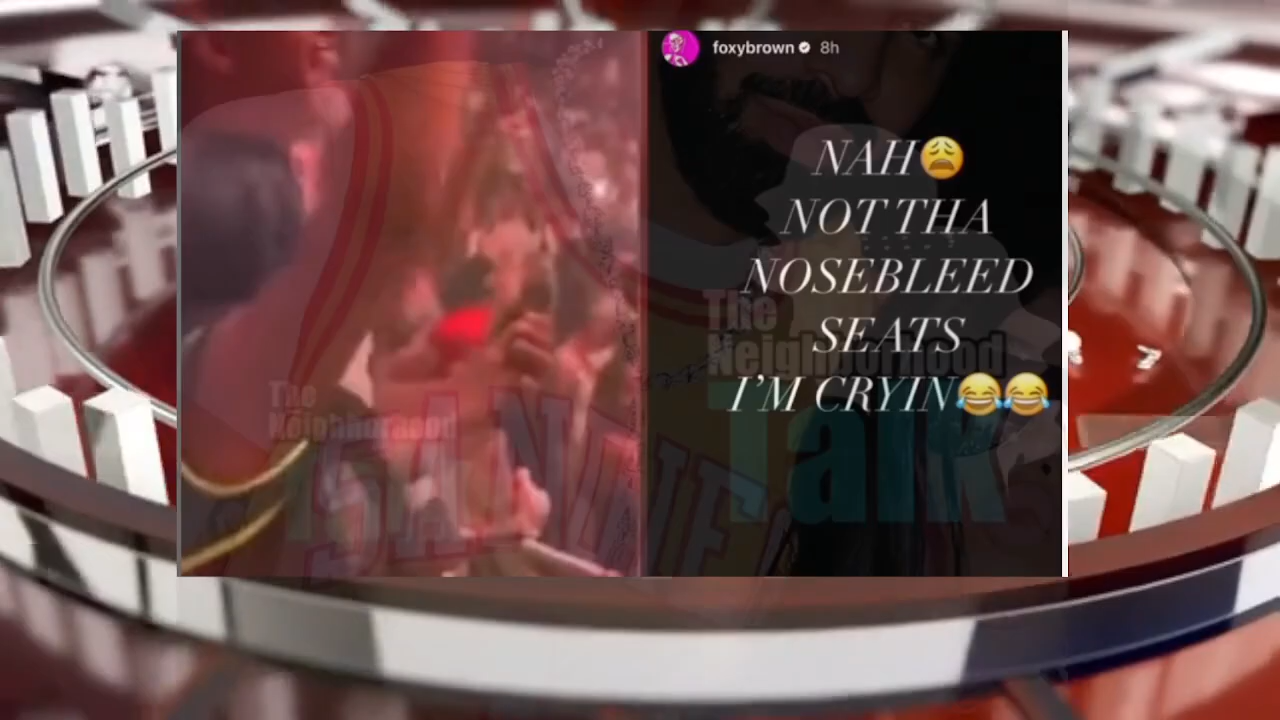 foxybrown 8h
NAH😩
NOT THA
NOSEBLEED
SEATS
I'M CRYIN😂😂
The
Neighborhood
Talk
The
Neighborhood